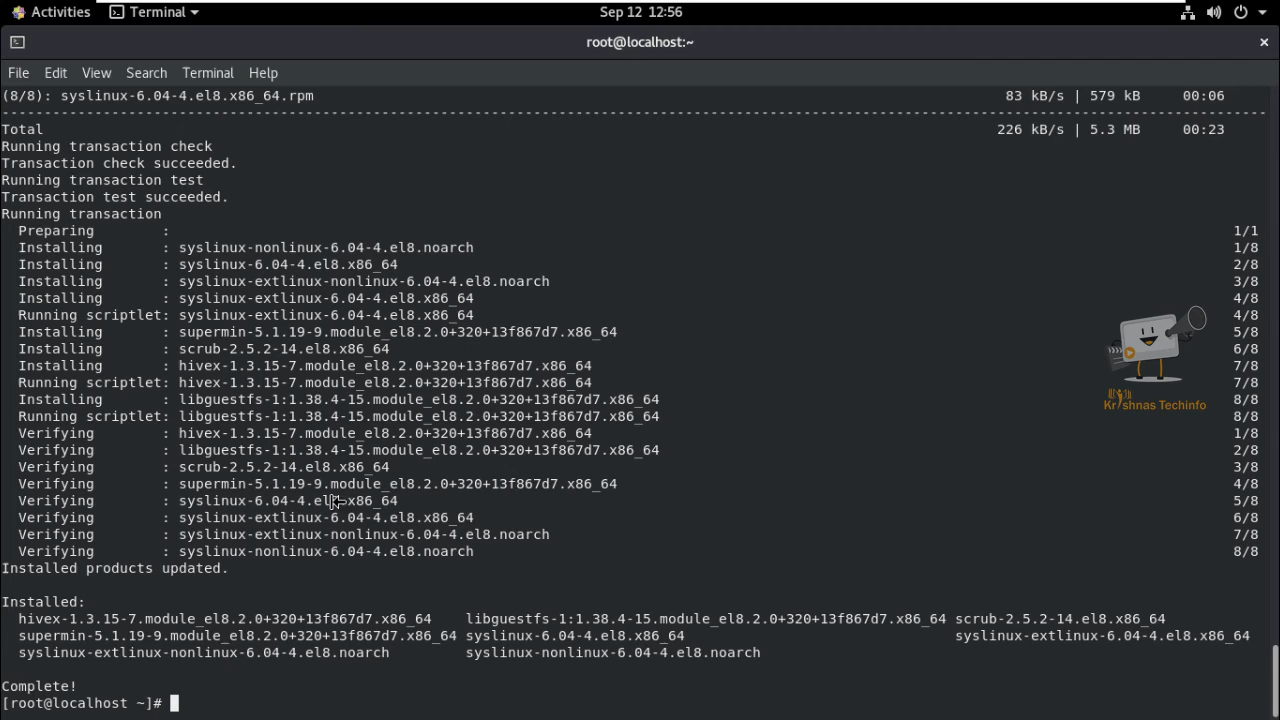 Activities Terminal Sep 12 12:56
root@localhost:~ ×
File Edit View Search Terminal Help
(8/8): syslinux-6.04-4.el8.x86_64.rpm 83 kB/s | 579 kB 00:06
--------------------------------------------------------------------------------
Total 226 kB/s | 5.3 MB 00:23
Running transaction check
Transaction check succeeded.
Running transaction test
Transaction test succeeded.
Running transaction
Preparing : 1/1
Installing : syslinux-nonlinux-6.04-4.el8.noarch 1/8
Installing : syslinux-6.04-4.el8.x86_64 2/8
Installing : syslinux-extlinux-nonlinux-6.04-4.el8.noarch 3/8
Installing : syslinux-extlinux-6.04-4.el8.x86_64 4/8
Running scriptlet: syslinux-extlinux-6.04-4.el8.x86_64 4/8
Installing : supermin-5.1.19-9.module_el8.2.0+320+13f867d7.x86_64 5/8
Installing : scrub-2.5.2-14.el8.x86_64 6/8
Installing : hivex-1.3.15-7.module_el8.2.0+320+13f867d7.x86_64 7/8
Running scriptlet: hivex-1.3.15-7.module_el8.2.0+320+13f867d7.x86_64 7/8
Installing : libguestfs-1:1.38.4-15.module_el8.2.0+320+13f867d7.x86_64 8/8
Running scriptlet: libguestfs-1:1.38.4-15.module_el8.2.0+320+13f867d7.x86_64 8/8
Verifying : hivex-1.3.15-7.module_el8.2.0+320+13f867d7.x86_64 1/8
Verifying : libguestfs-1:1.38.4-15.module_el8.2.0+320+13f867d7.x86_64 2/8
Verifying : scrub-2.5.2-14.el8.x86_64 3/8
Verifying : supermin-5.1.19-9.module_el8.2.0+320+13f867d7.x86_64 4/8
Verifying : syslinux-6.04-4.el8.x86_64 5/8
Verifying : syslinux-extlinux-6.04-4.el8.x86_64 6/8
Verifying : syslinux-extlinux-nonlinux-6.04-4.el8.noarch 7/8
Verifying : syslinux-nonlinux-6.04-4.el8.noarch 8/8
Installed products updated.
Installed:
hivex-1.3.15-7.module_el8.2.0+320+13f867d7.x86_64 libguestfs-1:1.38.4-15.module_el8.2.0+320+13f867d7.x86_64 scrub-2.5.2-14.el8.x86_64
supermin-5.1.19-9.module_el8.2.0+320+13f867d7.x86_64 syslinux-6.04-4.el8.x86_64 syslinux-extlinux-6.04-4.el8.x86_64
syslinux-extlinux-nonlinux-6.04-4.el8.noarch syslinux-nonlinux-6.04-4.el8.noarch
Complete!
[root@localhost ~]#
Krishnas Techinfo